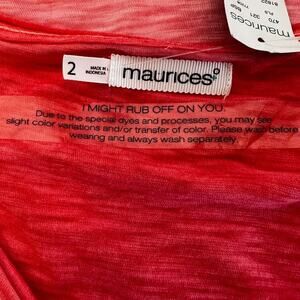 maurices
2
MADE IN
INDONESIA
maurices
I MIGHT RUB OFF ON YOU.
Due to the special dyes and processes, you may see
slight color variations and/or transfer of color. Please wash before
wearing and always wash separately.